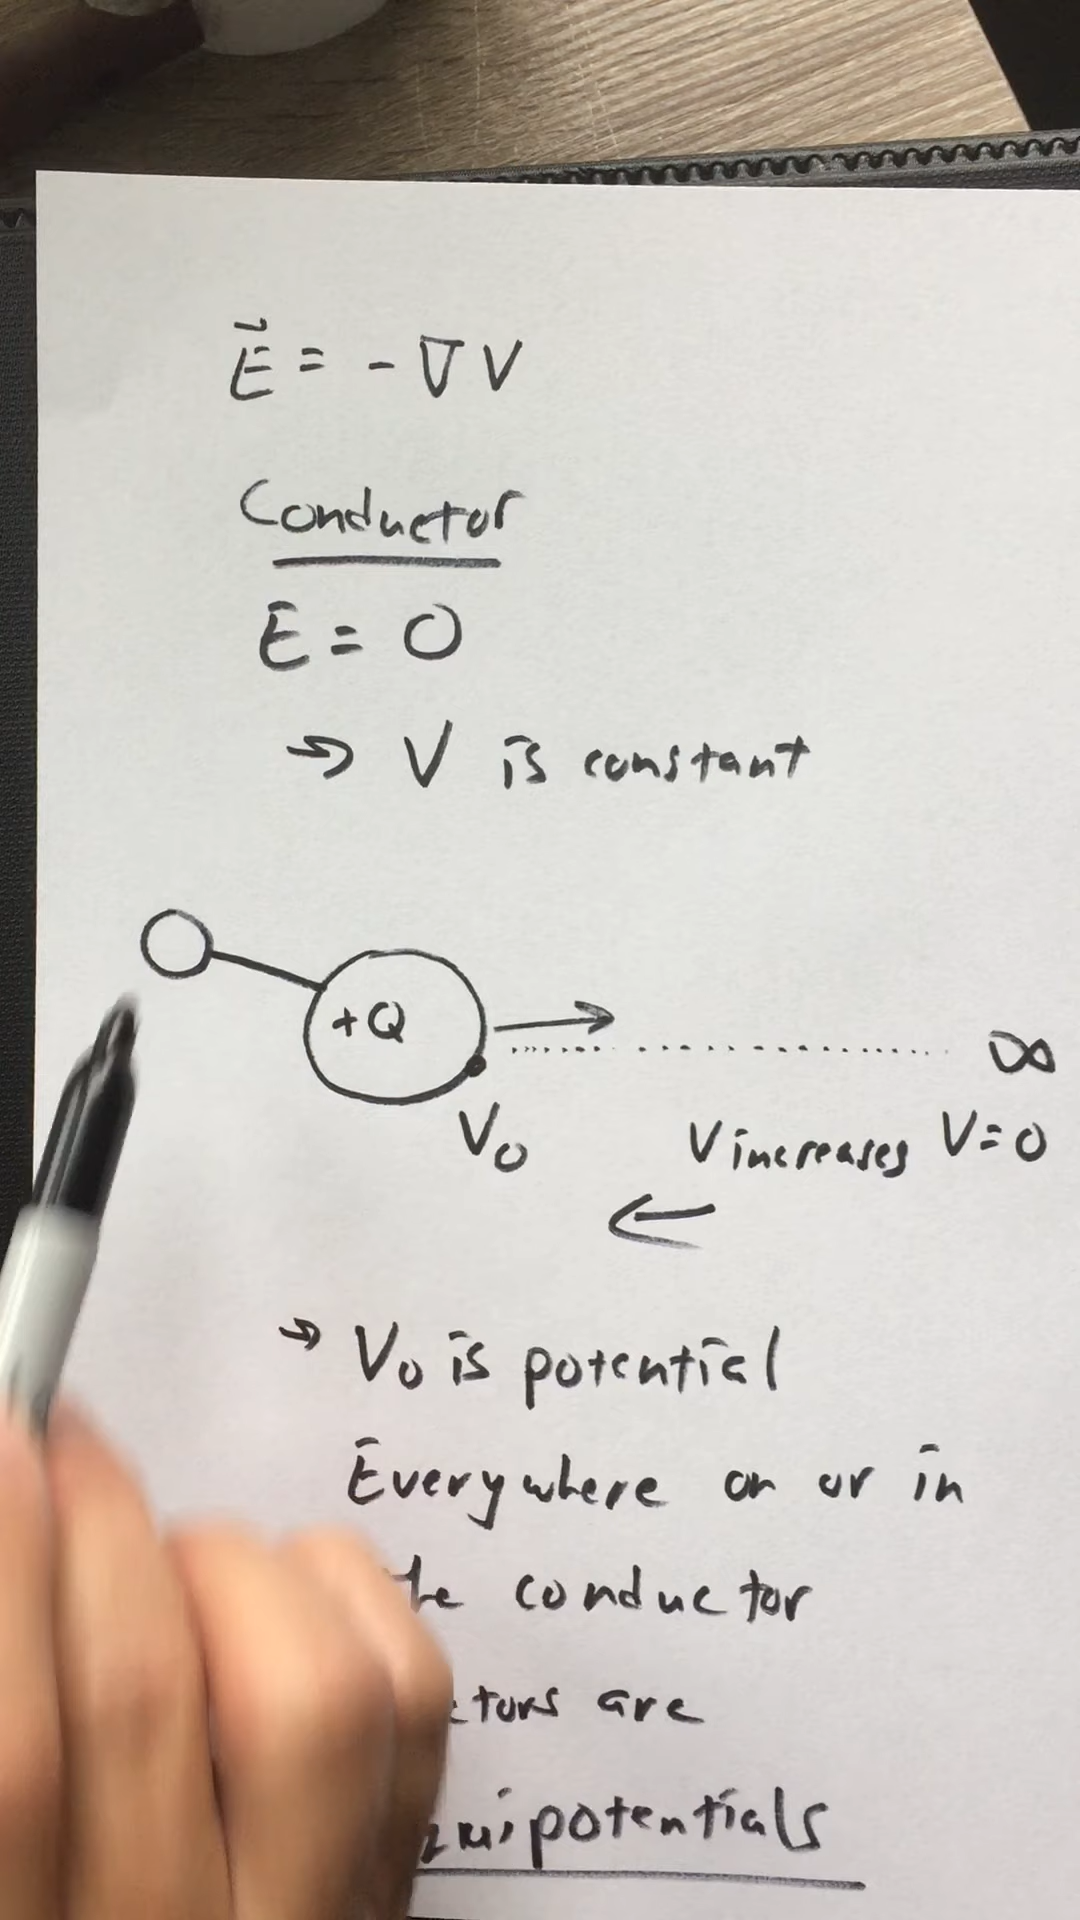 E⃗ = - ∇ V
Conductor
E = 0
→ V is constant
+Q
∞
V₀
V increases V=0
→ V₀ is potential
Everywhere on or in
conductor
are